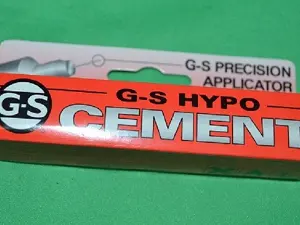 G-S PRECISION
APPLICATOR
G-S
G-S HYPO
CEMENT